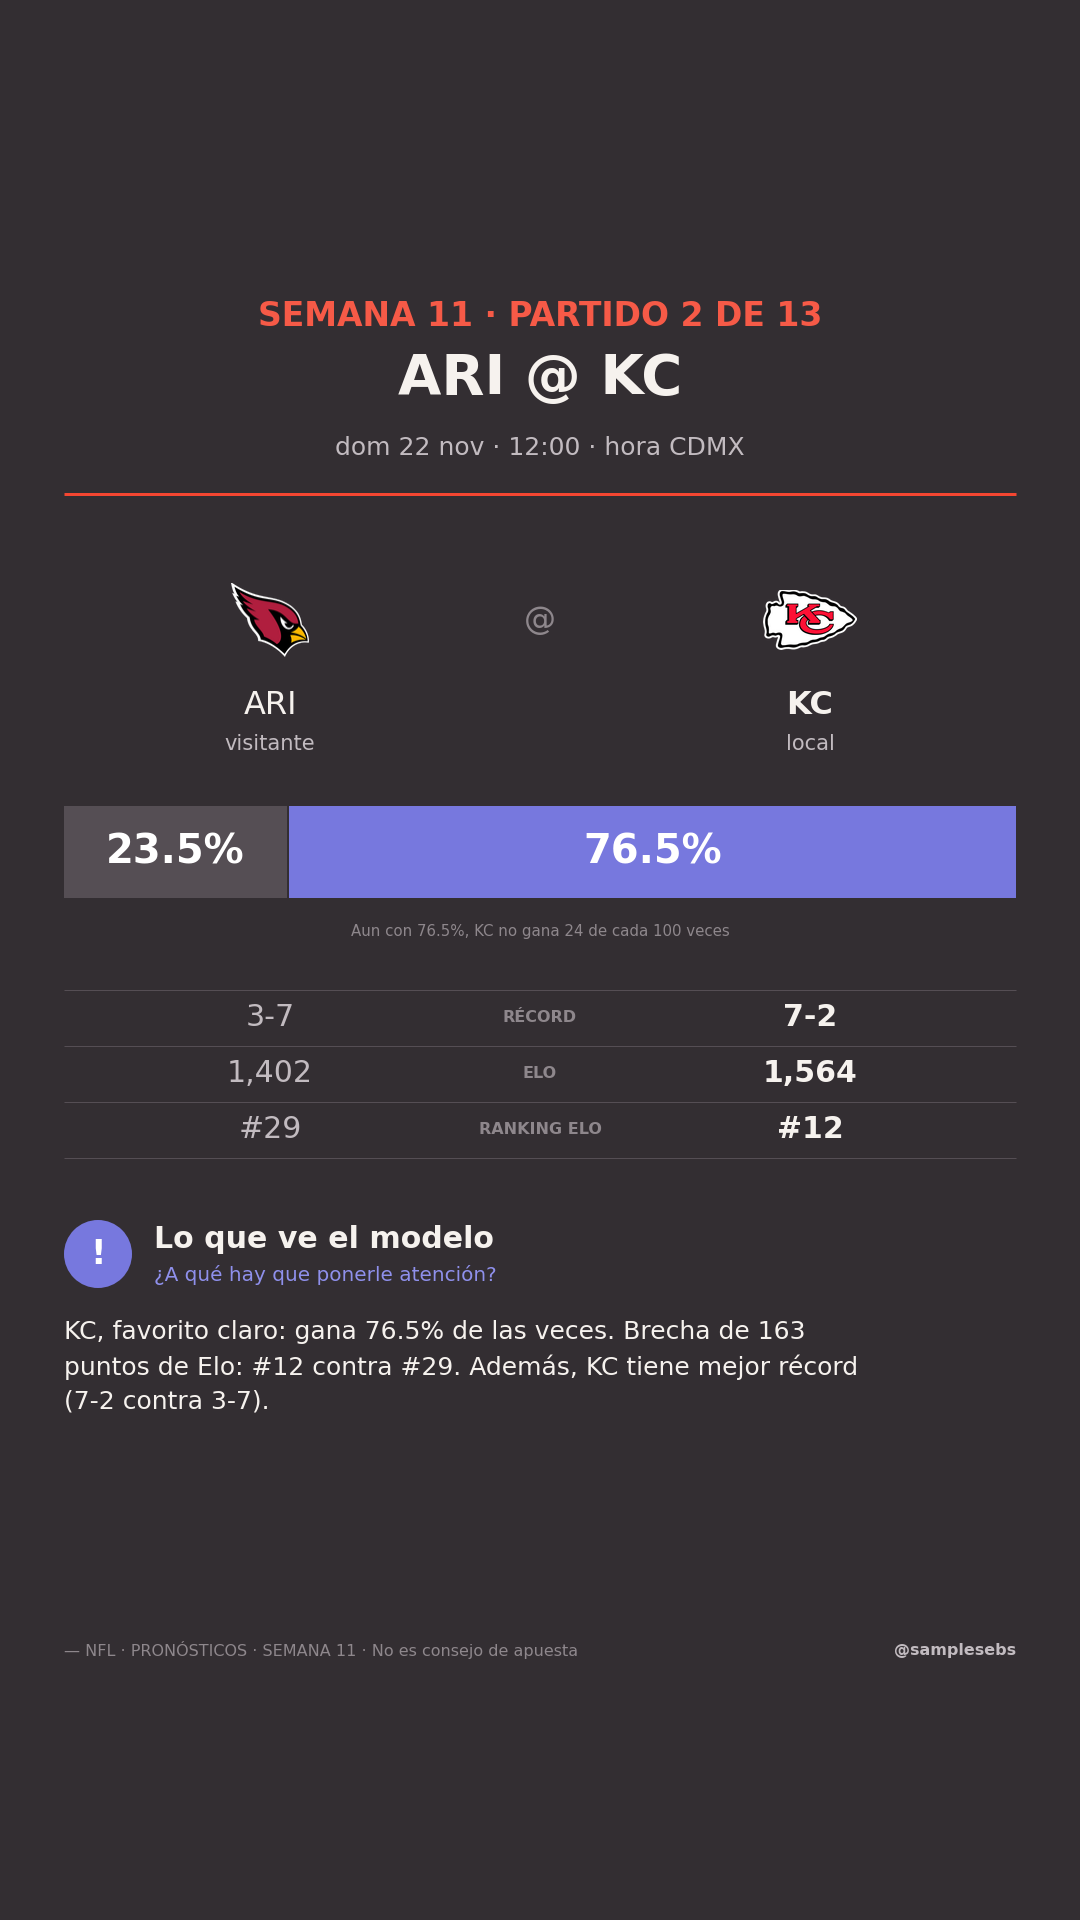 SEMANA 11 · PARTIDO 2 DE 13
ARI @ KC
dom 22 nov · 12:00 · hora CDMX
@
KC
ARI
KC
visitante
local
23.5%
76.5%
Aun con 76.5%, KC no gana 24 de cada 100 veces
3-7 RÉCORD 7-2
1,402 ELO 1,564
#29 RANKING ELO #12
!
Lo que ve el modelo
¿A qué hay que ponerle atención?
KC, favorito claro: gana 76.5% de las veces. Brecha de 163
puntos de Elo: #12 contra #29. Además, KC tiene mejor récord
(7-2 contra 3-7).
— NFL · PRONÓSTICOS · SEMANA 11 · No es consejo de apuesta
@samplesebs